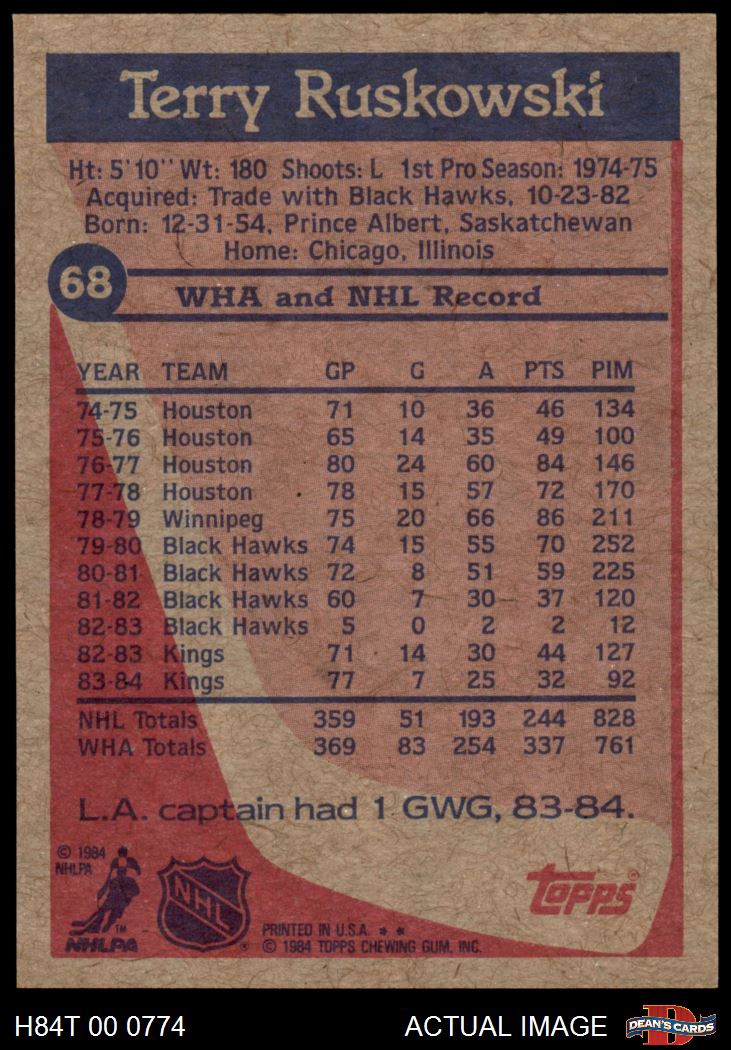 Terry Ruskowski
Ht: 5'10" Wt: 180 Shoots: L 1st Pro Season: 1974-75
Acquired: Trade with Black Hawks, 10-23-82
Born: 12-31-54, Prince Albert, Saskatchewan
Home: Chicago, Illinois
68
WHA and NHL Record
YEAR TEAM GP G A PTS PIM
74-75 Houston 71 10 36 46 134
75-76 Houston 65 14 35 49 100
76-77 Houston 80 24 60 84 146
77-78 Houston 78 15 57 72 170
78-79 Winnipeg 75 20 66 86 211
79-80 Black Hawks 74 15 55 70 252
80-81 Black Hawks 72 8 51 59 225
81-82 Black Hawks 60 7 30 37 120
82-83 Black Hawks 5 0 2 2 12
82-83 Kings 71 14 30 44 127
83-84 Kings 77 7 25 32 92
NHL Totals 359 51 193 244 828
WHA Totals 369 83 254 337 761
L.A. captain had 1 GWG, 83-84.
© 1984
NHLPA
TM
NHLPA
NHL
®
topps®
PRINTED IN U.S.A. * *
© 1984 TOPPS CHEWING GUM, INC.
H84T 00 0774
ACTUAL IMAGE
D
DEAN'S CARDS